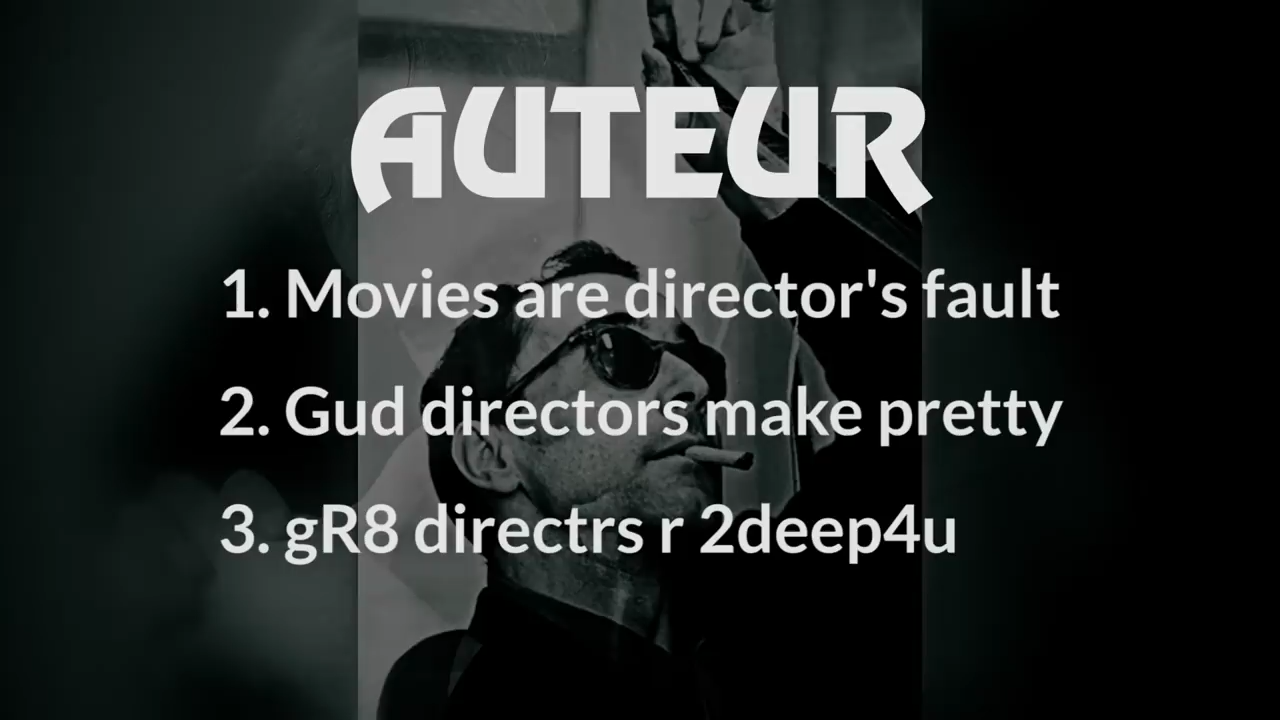 AUTEUR
1. Movies are director's fault
2. Gud directors make pretty
3. gR8 directrs r 2deep4u